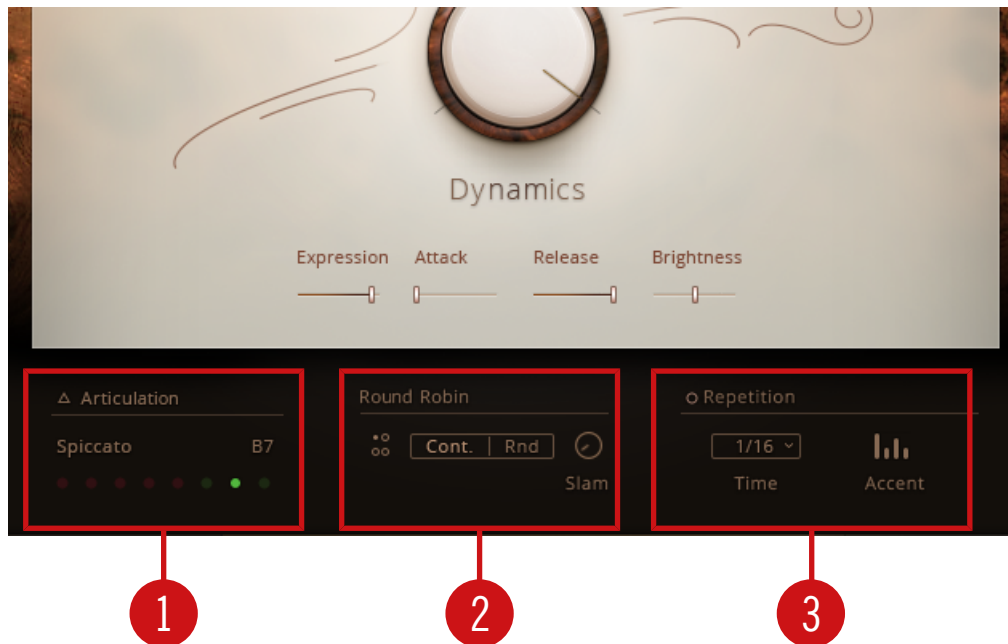 Dynamics
Expression Attack Release Brightness
Articulation
Spiccato B7
Round Robin
Cont. | Rnd
Slam
Repetition
1/16
Time Accent
1 2 3